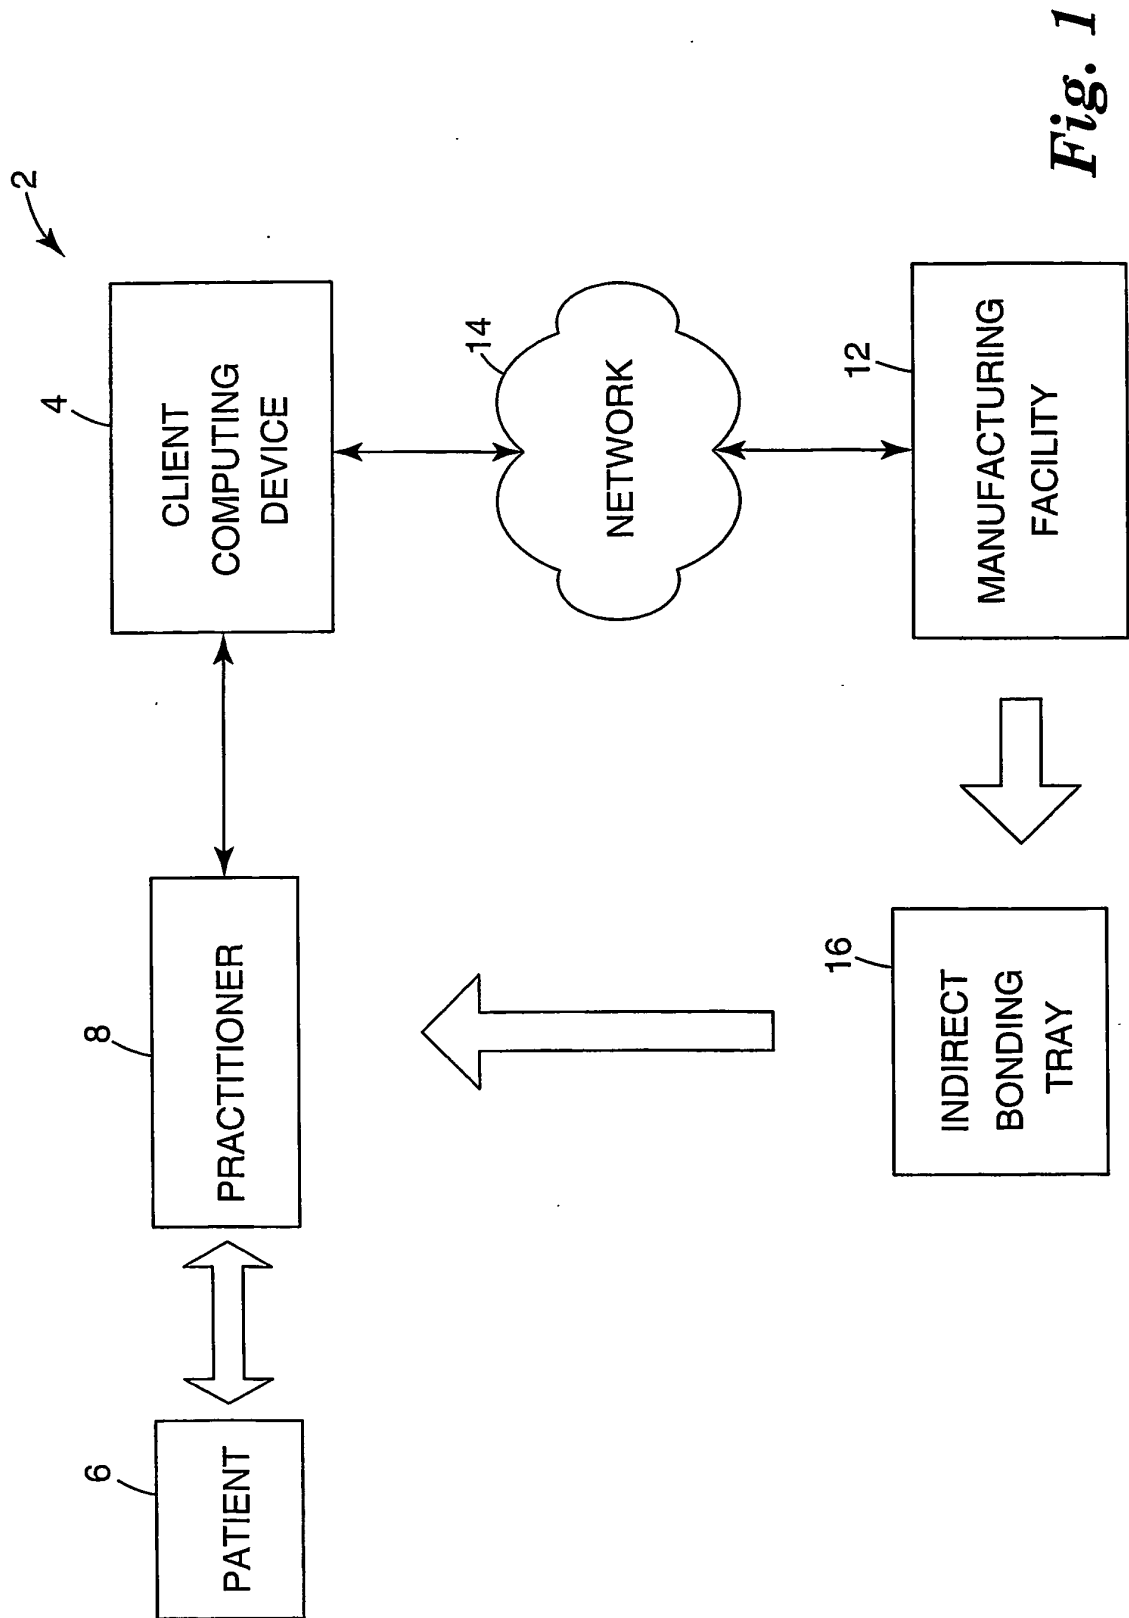 2
6
PATIENT
8
PRACTITIONER
4
CLIENT
COMPUTING
DEVICE
14
NETWORK
16
INDIRECT
BONDING
TRAY
12
MANUFACTURING
FACILITY
Fig. 1